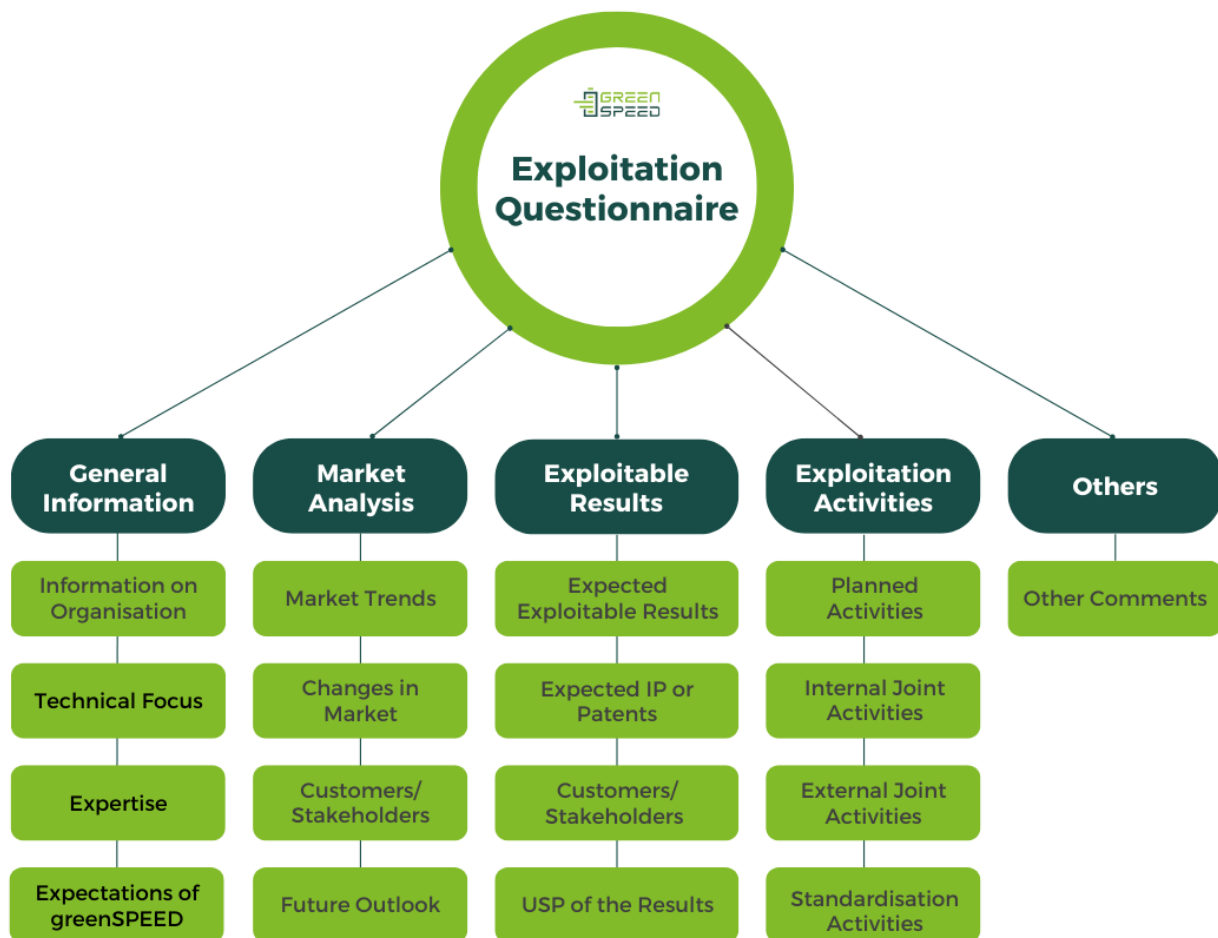 GREEN
SPEED
Exploitation
Questionnaire
General
Information
Information on
Organisation
Technical Focus
Expertise
Expectations of
greenSPEED
Market
Analysis
Market Trends
Changes in
Market
Customers/
Stakeholders
Future Outlook
Exploitable
Results
Expected
Exploitable Results
Expected IP or
Patents
Customers/
Stakeholders
USP of the Results
Exploitation
Activities
Planned
Activities
Internal Joint
Activities
External Joint
Activities
Standardisation
Activities
Others
Other Comments